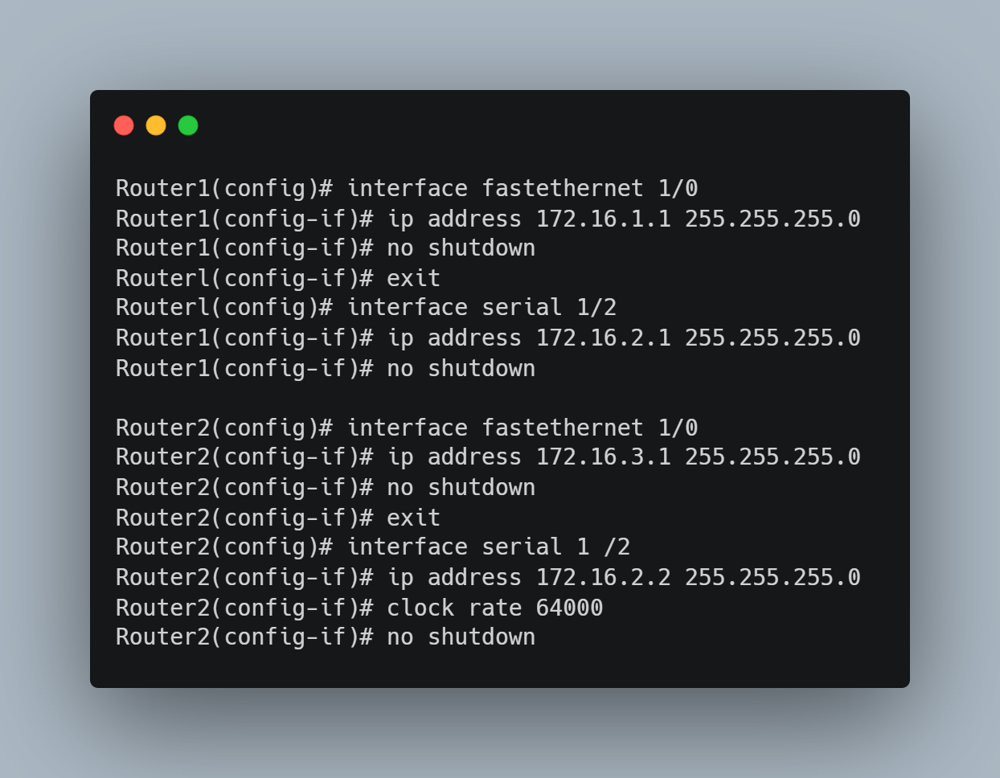 Router1(config)# interface fastethernet 1/0
Router1(config-if)# ip address 172.16.1.1 255.255.255.0
Router1(config-if)# no shutdown
Routerl(config-if)# exit
Routerl(config)# interface serial 1/2
Router1(config-if)# ip address 172.16.2.1 255.255.255.0
Router1(config-if)# no shutdown

Router2(config)# interface fastethernet 1/0
Router2(config-if)# ip address 172.16.3.1 255.255.255.0
Router2(config-if)# no shutdown
Router2(config-if)# exit
Router2(config)# interface serial 1 /2
Router2(config-if)# ip address 172.16.2.2 255.255.255.0
Router2(config-if)# clock rate 64000
Router2(config-if)# no shutdown